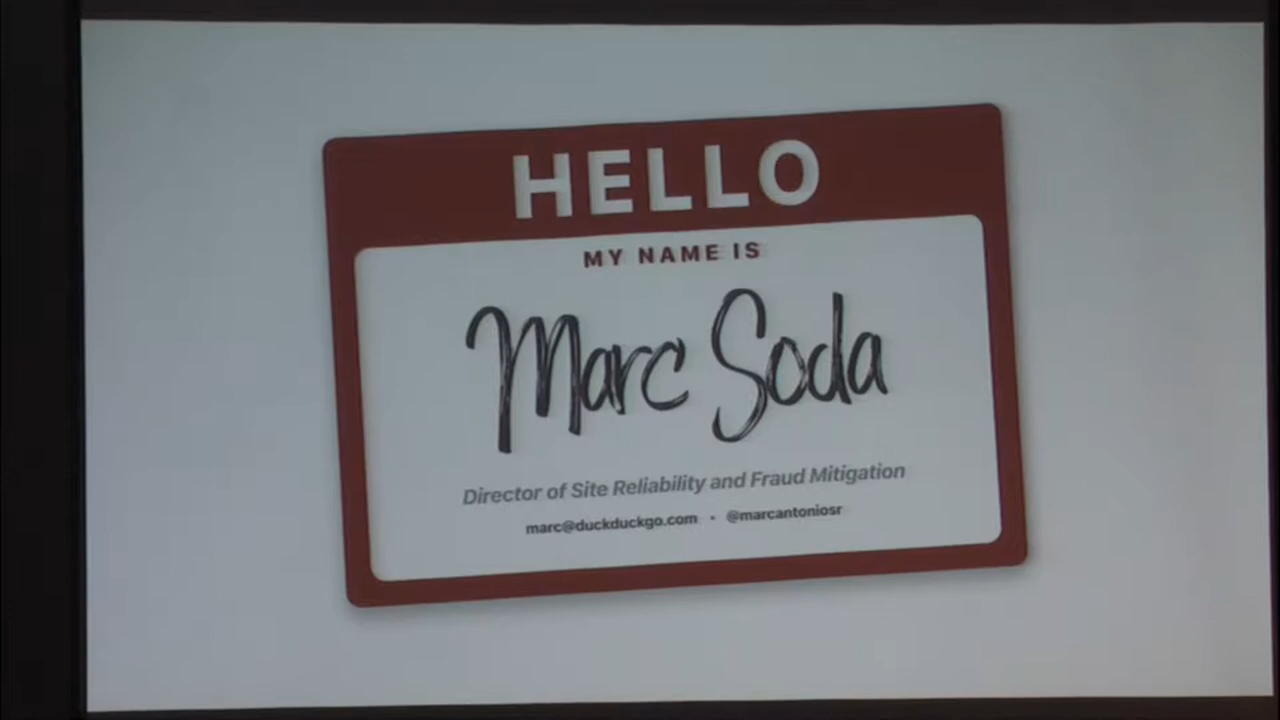 HELLO
MY NAME IS
Marc Soda
Director of Site Reliability and Fraud Mitigation
marc@duckduckgo.com • @marcantoniosr